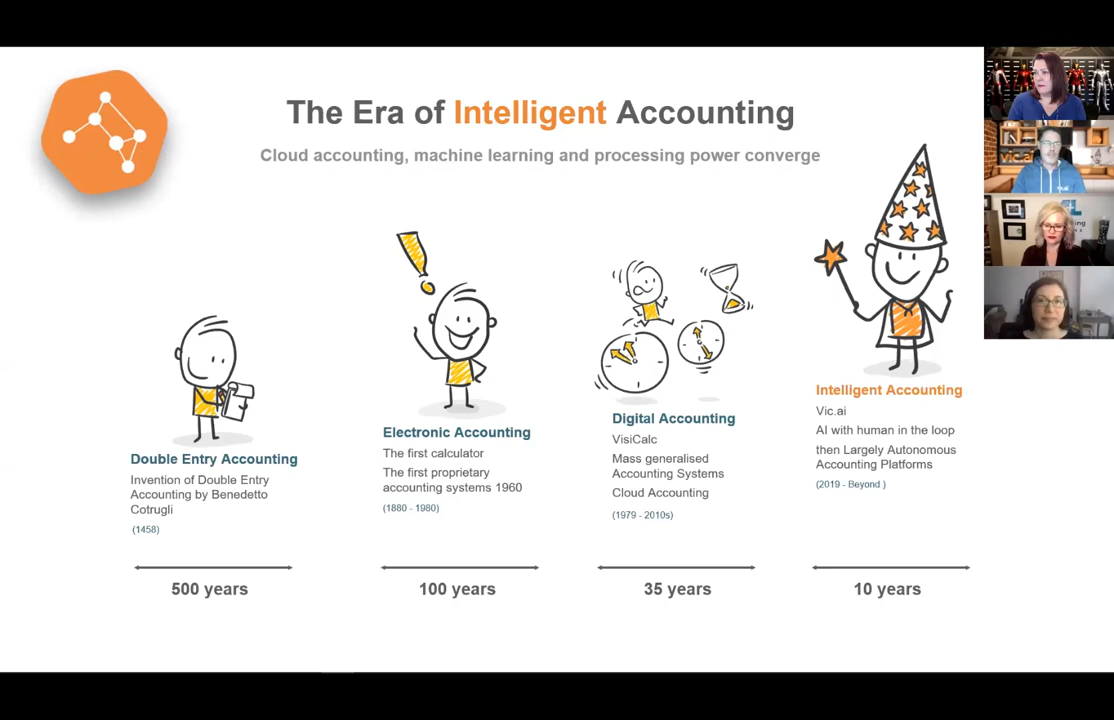 The Era of Intelligent Accounting
Cloud accounting, machine learning and processing power converge
vic.ai
Double Entry Accounting
Invention of Double Entry
Accounting by Benedetto
Cotrugli
(1458)
500 years
Electronic Accounting
The first calculator
The first proprietary
accounting systems 1960
(1880 - 1980)
100 years
Digital Accounting
VisiCalc
Mass generalised
Accounting Systems
Cloud Accounting
(1979 - 2010s)
35 years
Intelligent Accounting
Vic.ai
AI with human in the loop
then Largely Autonomous
Accounting Platforms
(2019 - Beyond )
10 years